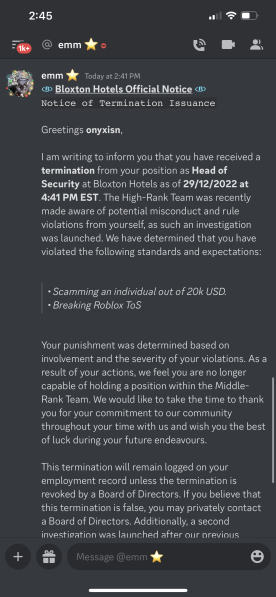 2:45
1k+
@ emm ⭐
emm ⭐ Today at 2:41 PM
Bloxton Hotels Official Notice
Notice of Termination Issuance
Greetings onyxisn,
I am writing to inform you that you have received a
termination from your position as Head of
Security at Bloxton Hotels as of 29/12/2022 at
4:41 PM EST. The High-Rank Team was recently
made aware of potential misconduct and rule
violations from yourself, as such an investigation
was launched. We have determined that you have
violated the following standards and expectations:
• Scamming an individual out of 20k USD.
• Breaking Roblox ToS
Your punishment was determined based on
involvement and the severity of your violations. As a
result of your actions, we feel you are no longer
capable of holding a position within the Middle-
Rank Team. We would like to take the time to thank
you for your commitment to our community
throughout your time with us and wish you the best
of luck during your future endeavours.
This termination will remain logged on your
employment record unless the termination is
revoked by a Board of Directors. If you believe that
this termination is false, you may privately contact
a Board of Directors. Additionally, a second
investigation was launched after our previous
Message @emm ⭐